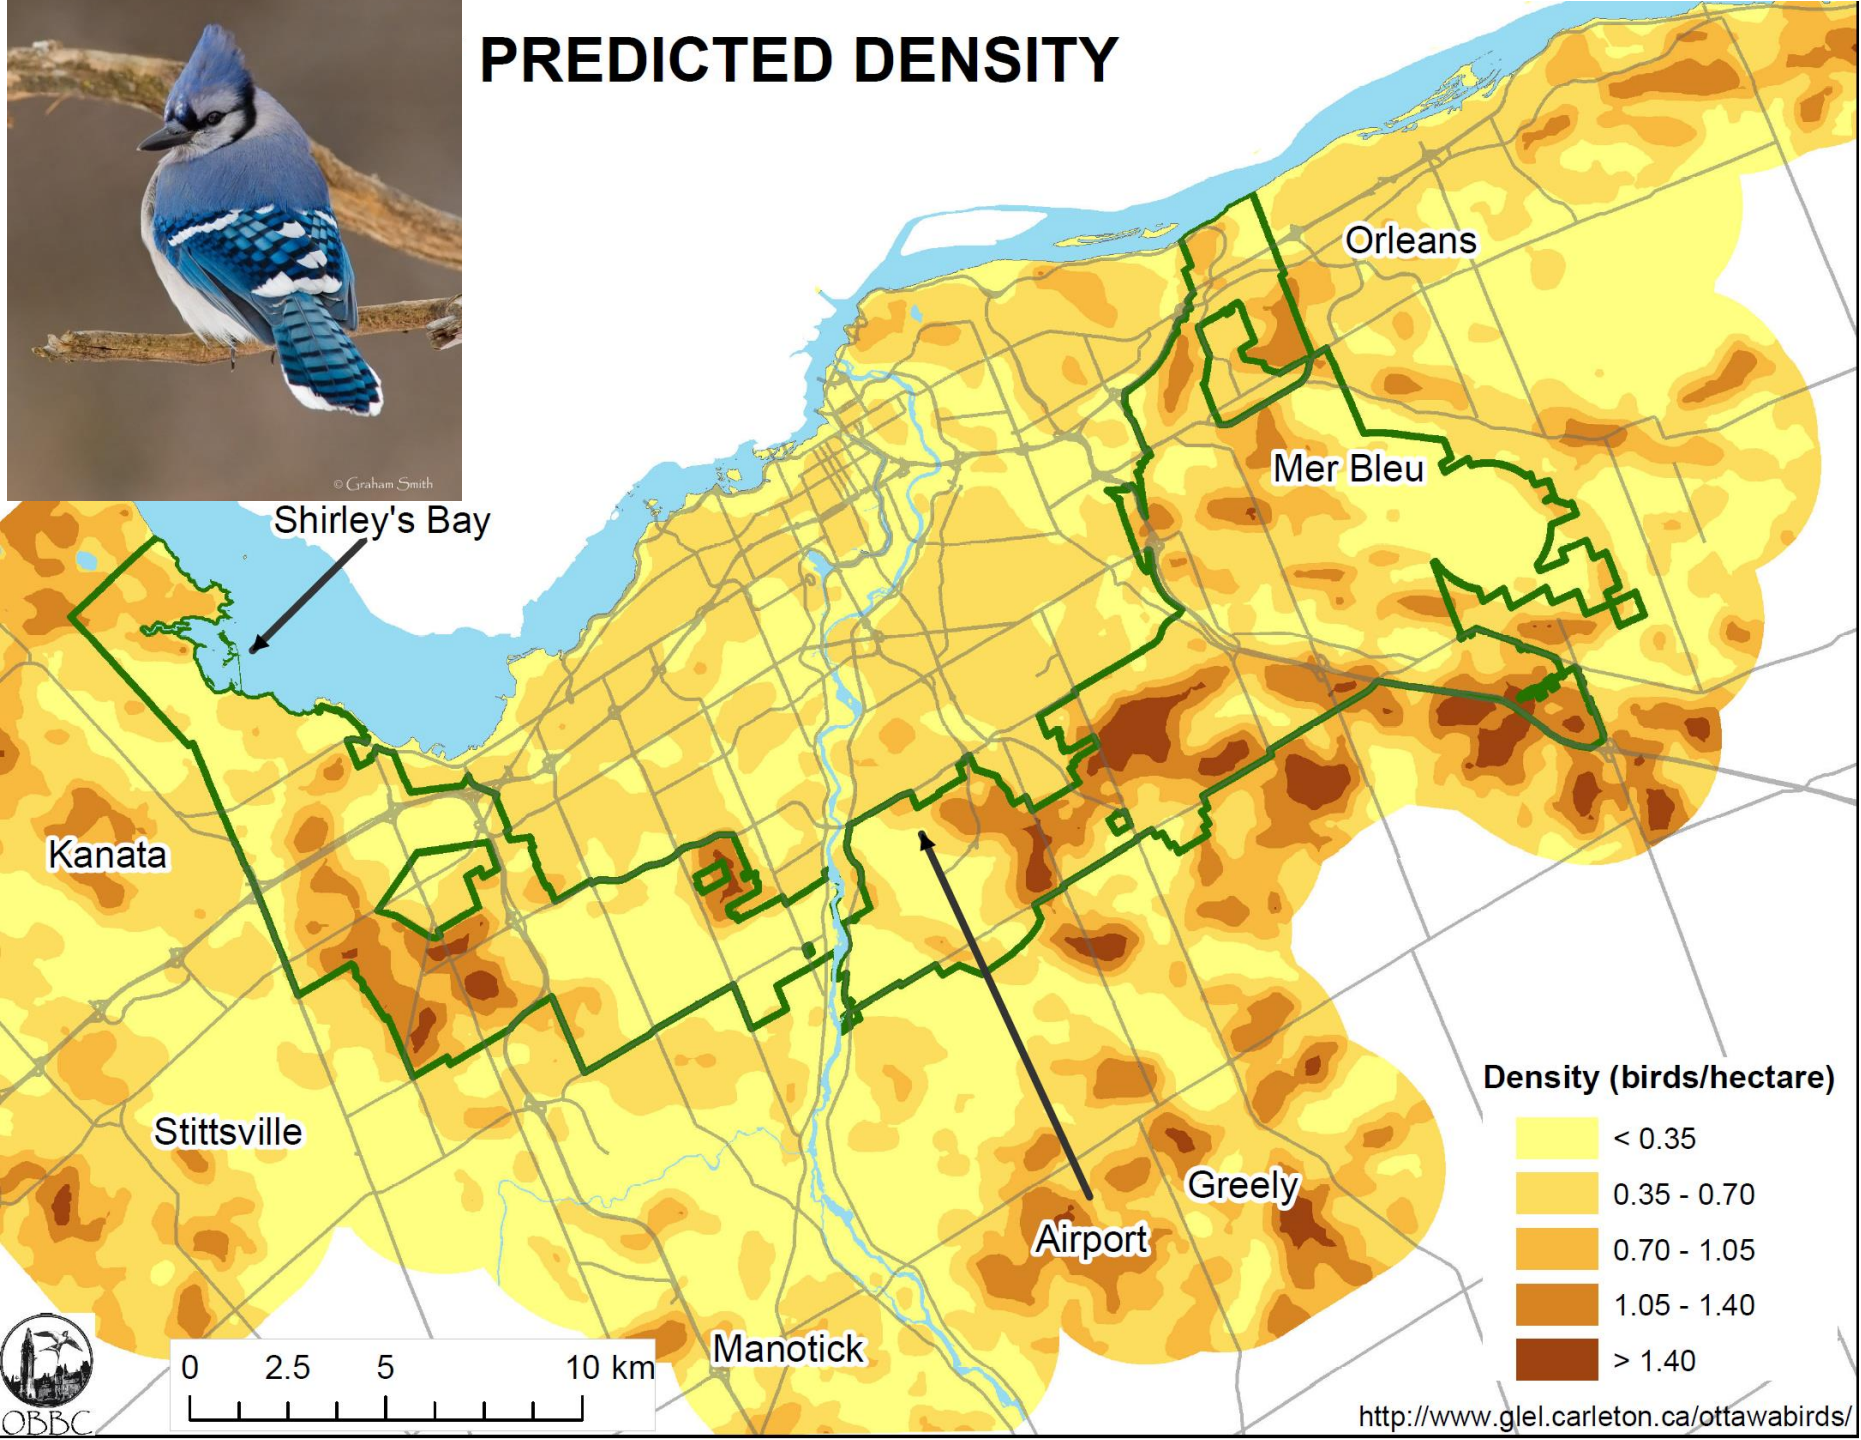 PREDICTED DENSITY
© Graham Smith
Orleans
Mer Bleu
Shirley's Bay
Kanata
Stittsville
Greely
Airport
Manotick
Density (birds/hectare)
< 0.35
0.35 - 0.70
0.70 - 1.05
1.05 - 1.40
> 1.40
0 2.5 5 10 km
OBBC
http://www.glel.carleton.ca/ottawabirds/